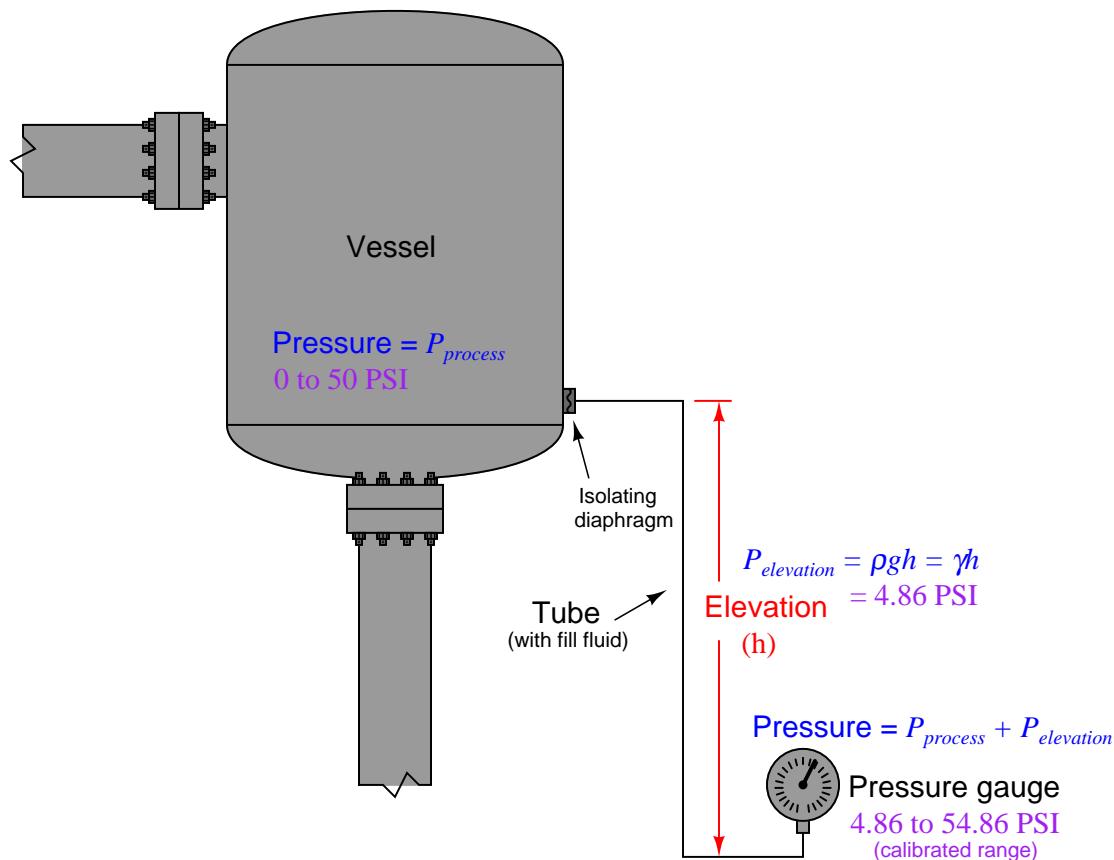 Vessel
Pressure = P_process
0 to 50 PSI
Isolating
diaphragm
Tube
(with fill fluid)
P_elevation = ρgh = γh
= 4.86 PSI
Elevation
(h)
Pressure = P_process + P_elevation
Pressure gauge
4.86 to 54.86 PSI
(calibrated range)